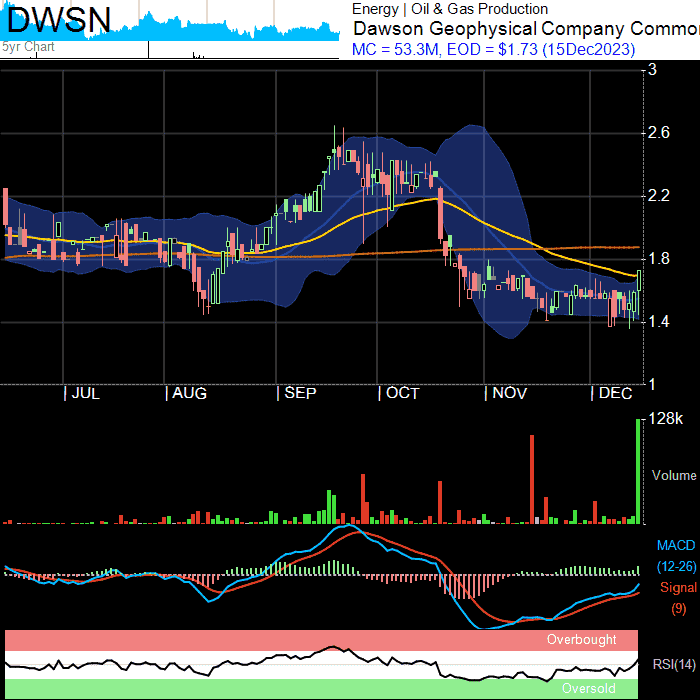 DWSN
5yr Chart
Energy | Oil & Gas Production
Dawson Geophysical Company Commo
MC = 53.3M, EOD = $1.73 (15Dec2023)
3
2.6
2.2
1.8
1.4
1
| JUL | AUG | SEP | OCT | NOV | DEC
128k
Volume
MACD
(12-26)
Signal
(9)
Overbought
RSI(14)
Oversold